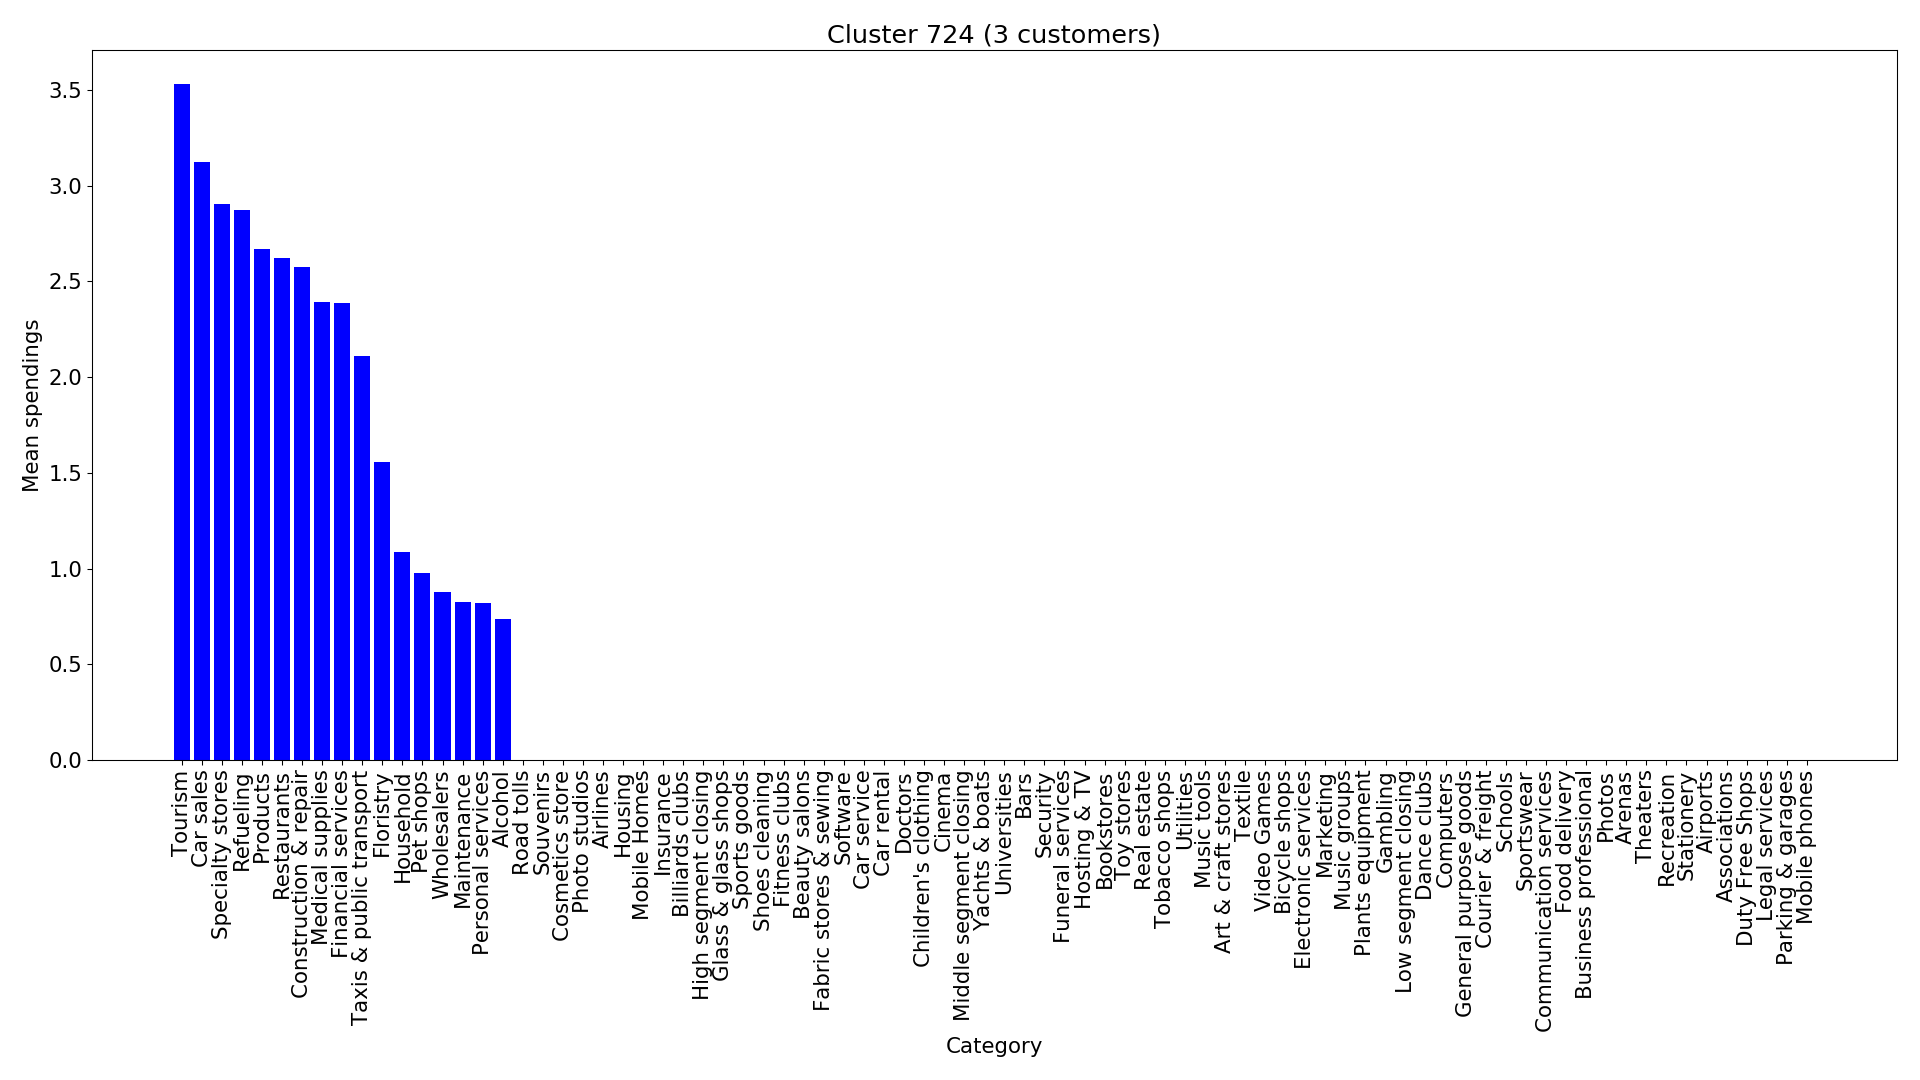 Cluster 724 (3 customers)
3.5
3.0
2.5
2.0
1.5
1.0
0.5
0.0
Mean spendings
Tourism
Car sales
Specialty stores
Refueling
Products
Restaurants
Construction & repair
Medical supplies
Financial services
Taxis & public transport
Floristry
Household
Pet shops
Wholesalers
Maintenance
Personal services
Alcohol
Road tolls
Souvenirs
Cosmetics store
Photo studios
Airlines
Housing
Mobile Homes
Insurance
Billiards clubs
High segment closing
Glass & glass shops
Sports goods
Shoes cleaning
Fitness clubs
Beauty salons
Fabric stores & sewing
Software
Car service
Car rental
Doctors
Children's clothing
Cinema
Middle segment closing
Yachts & boats
Universities
Bars
Security
Funeral services
Hosting & TV
Bookstores
Toy stores
Real estate
Tobacco shops
Utilities
Music tools
Art & craft stores
Textile
Video Games
Bicycle shops
Electronic services
Marketing
Music groups
Plants equipment
Gambling
Low segment closing
Dance clubs
Computers
General purpose goods
Courier & freight
Schools
Sportswear
Communication services
Food delivery
Business professional
Photos
Arenas
Theaters
Recreation
Stationery
Airports
Associations
Duty Free Shops
Legal services
Parking & garages
Mobile phones
Category